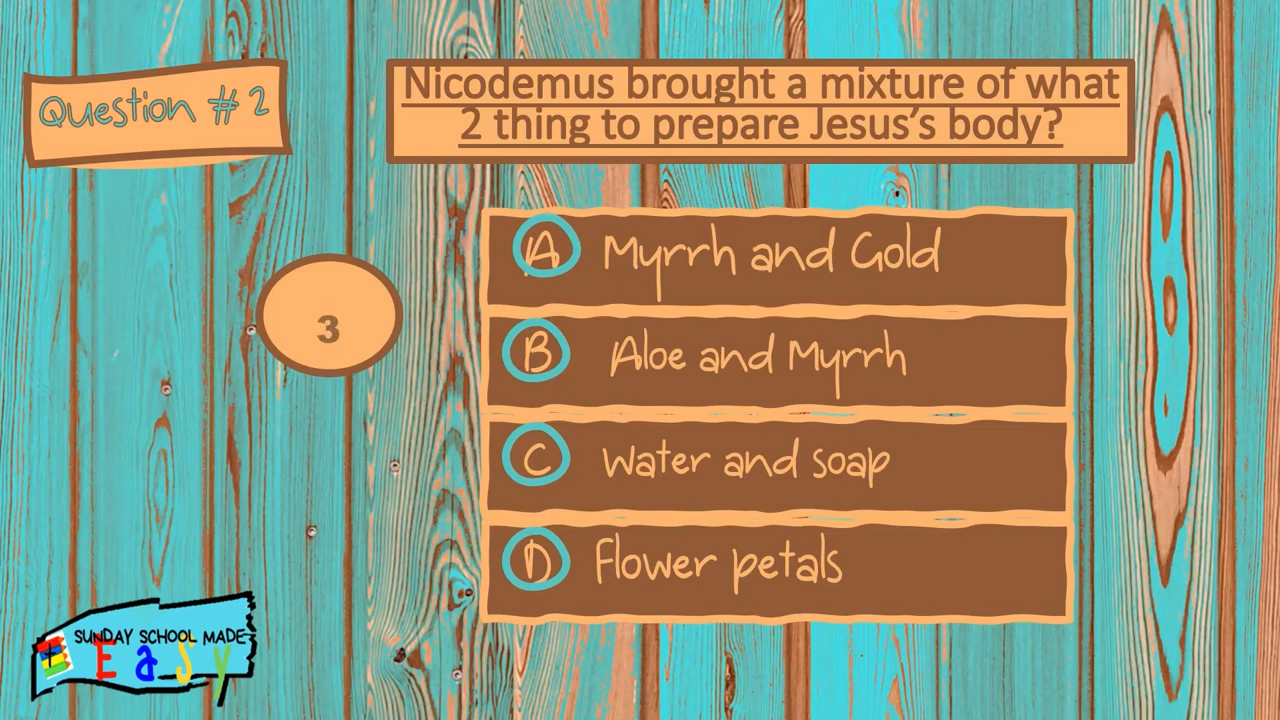 Question # 2
Nicodemus brought a mixture of what
2 thing to prepare Jesus’s body?
3
A Myrrh and Gold
B Aloe and Myrrh
C Water and soap
D Flower petals
SUNDAY SCHOOL MADE
Easy